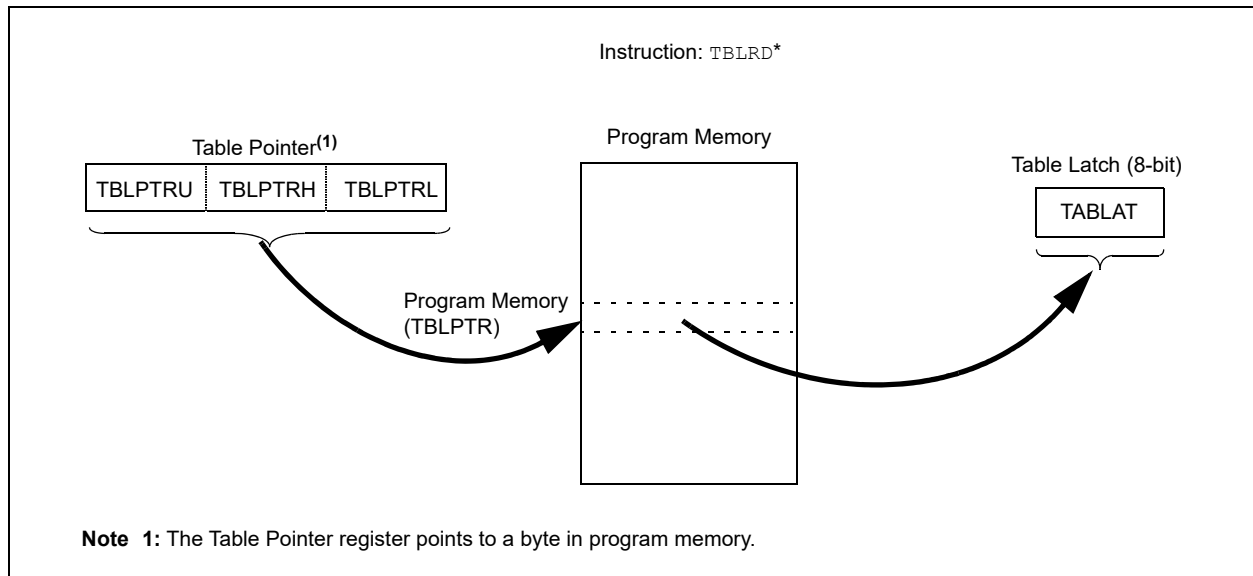 Instruction: TBLRD*
Table Pointer(1)
Program Memory
Table Latch (8-bit)
TBLPTRU TBLPTRH TBLPTRL
TABLAT
Program Memory
(TBLPTR)
Note 1: The Table Pointer register points to a byte in program memory.